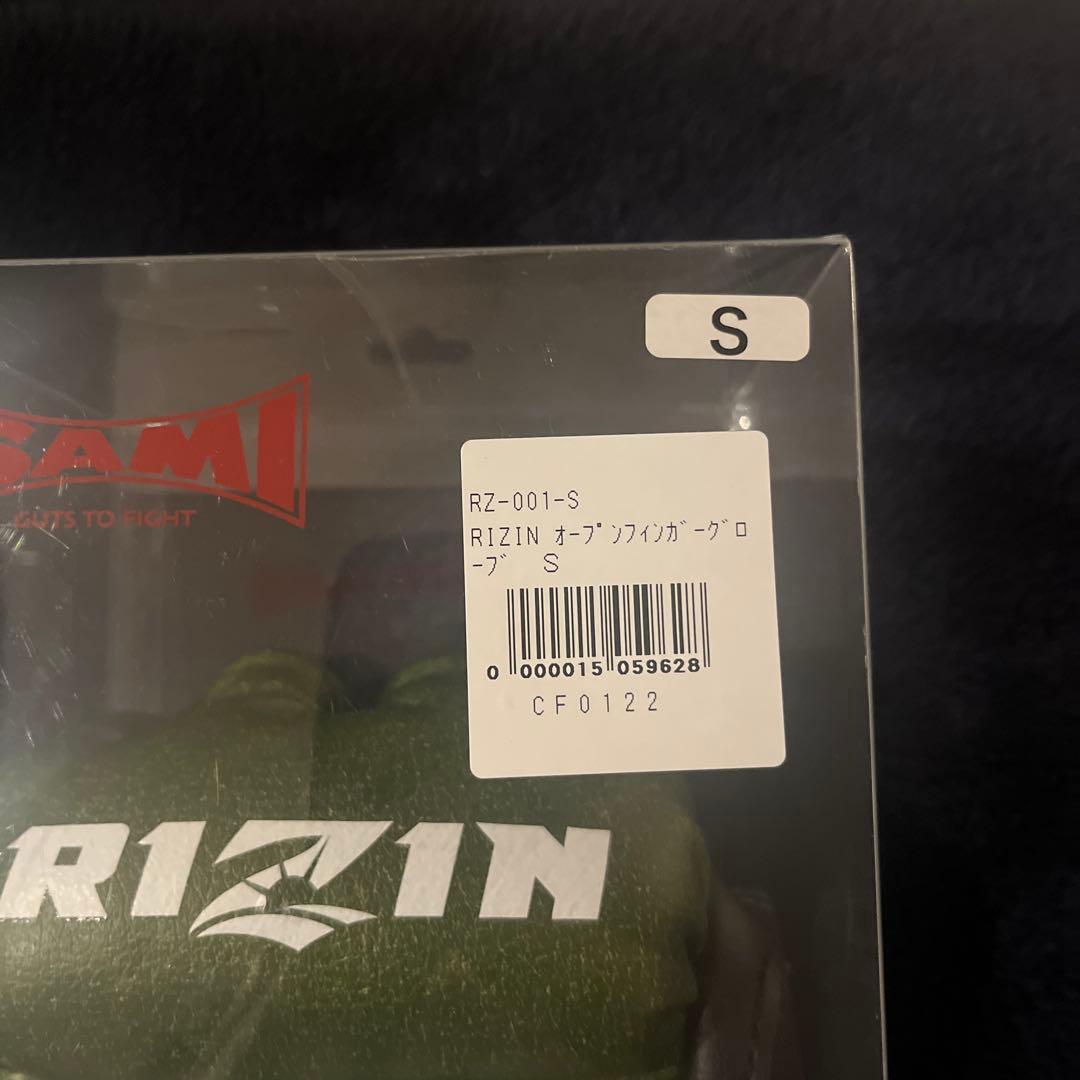 S
SAMI
GUTS TO FIGHT
RZ-001-S
RIZIN ｵｰﾌﾟﾝﾌｨﾝｶﾞｰｸﾞﾛ
ｰﾌﾞ S
0 000015 059628
CF0122
RIZIN